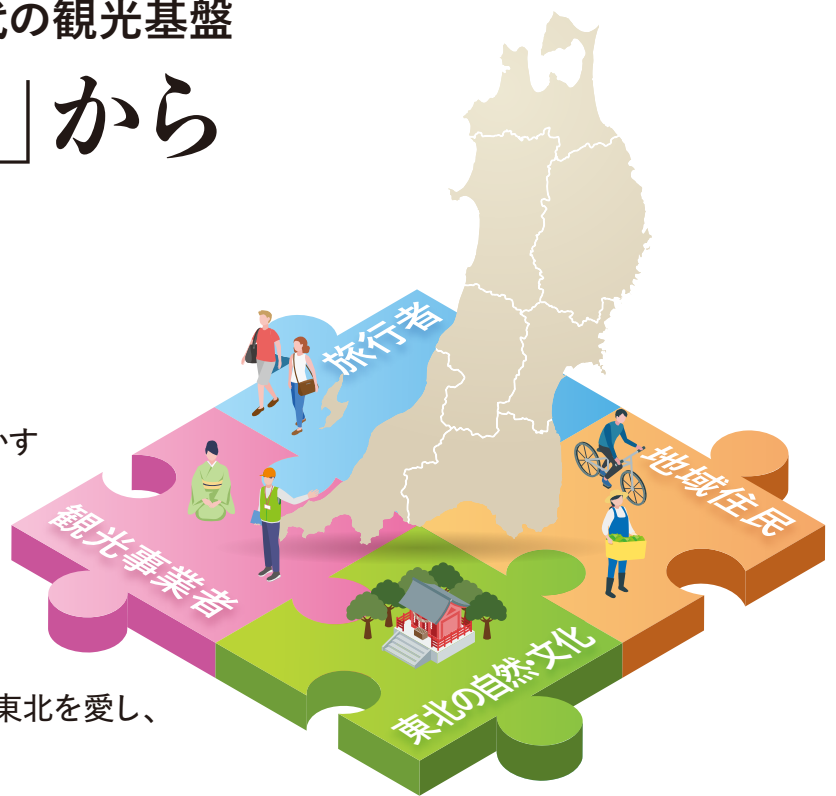 の観光基盤
」から
旅行者
かす
地域住民
観光事業者
東北の自然・文化
東北を愛し、